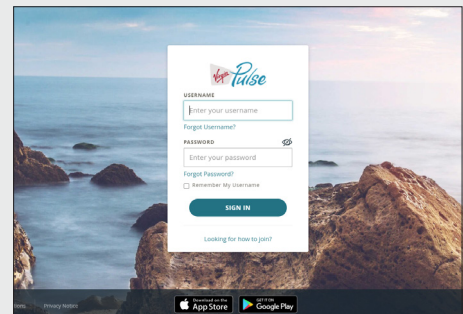 Virgin Pulse
USERNAME
Enter your username
Forgot Username?
PASSWORD
Enter your password
Forgot Password?
Remember My Username
SIGN IN
Looking for how to join?
Privacy Notice
Download on the
App Store
GET IT ON
Google Play